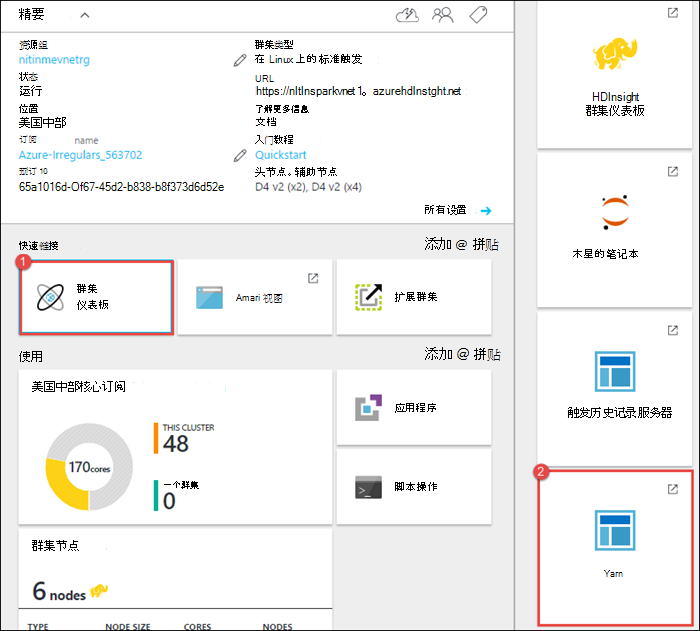 精要
资源组
nitinmevnetrg
状态
运行
位置
美国中部
订阅 name
Azure-Irregulars_563702
预订 10
65a1016d-Of67-45d2-b838-b8f373d6d52e
群集类型
在 Linux 上的标准触发
URL
https://nltlnsparkvnet 1。azurehdlnstght.net
了解更多信息
文档
入门教程
Quickstart
头节点。辅助节点
D4 v2 (x2), D4 v2 (x4)
所有设置
快速链接
添加 @ 拼贴
1
群集
仪表板
Amari 视图
扩展群集
使用
添加 @ 拼贴
美国中部核心订阅
170cores
THIS CLUSTER
48
一个群集
0
应用程序
脚本操作
群集节点
6 nodes
TYPE NODE SIZE CORES NODES
HDInsight
群集仪表板
木星的笔记本
触发历史记录服务器
2
Yarn